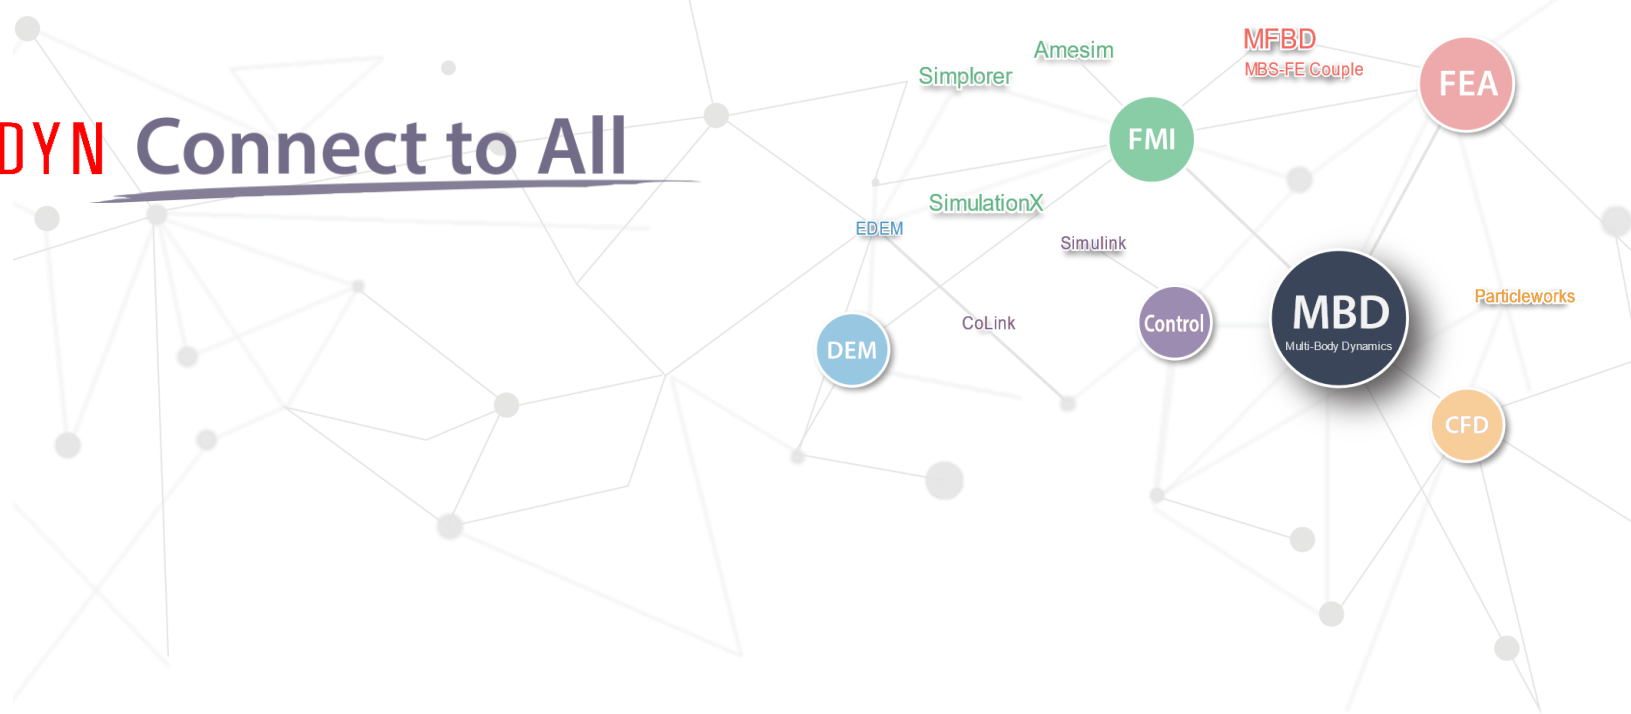 DYN Connect to All
Amesim
Simplorer
MFBD
MBS-FE Couple
FEA
FMI
SimulationX
EDEM
Simulink
CoLink
Control
DEM
MBD
Multi-Body Dynamics
Particleworks
CFD